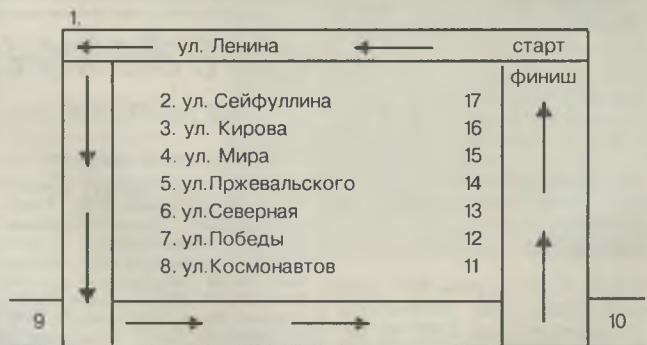 1.
ул. Ленина старт
финиш
2. ул. Сейфуллина 17
3. ул. Кирова 16
4. ул. Мира 15
5. ул.Пржевальского 14
6. ул.Северная 13
7. ул.Победы 12
8. ул.Космонавтов 11
9 10